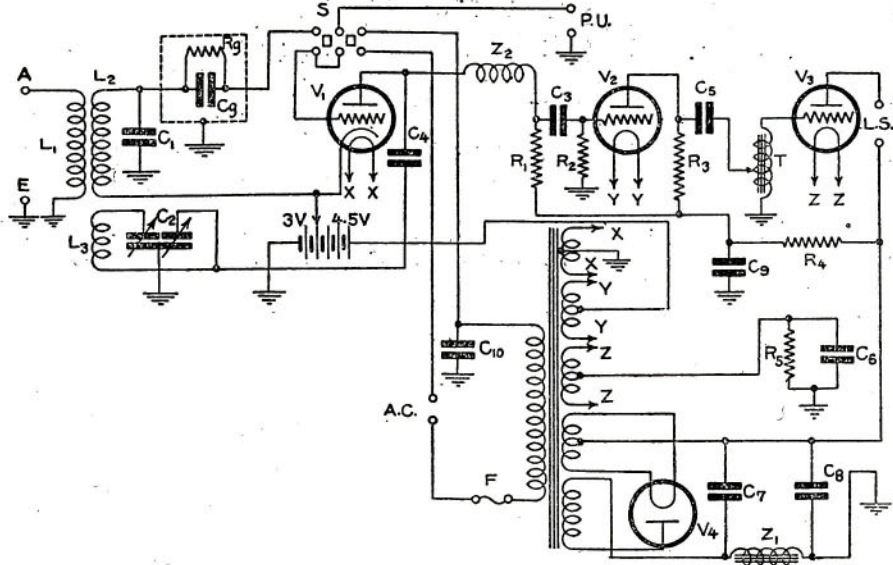 S
P.U.
Rg
Z2
A
L2
Cg
V1
V2
C3
C5
V3
L.S.
L1
C1
C4
R1
R2
R3
T
E
X X
Y Y
Z Z
C2
3V
4.5V
L3
X
X
Y
Y
Z
Z
C9
R4
C10
R5
C6
A.C.
F
C7
C8
V4
Z1